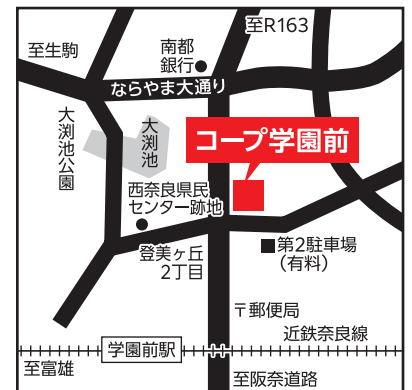 至R163
至生駒
南都
銀行
ならやま大通り
大渕池公園
大渕池
コープ学園前
西奈良県民
センター跡地
登美ヶ丘
2丁目
第2駐車場
（有料）
〒郵便局
近鉄奈良線
学園前駅
至富雄
至阪奈道路